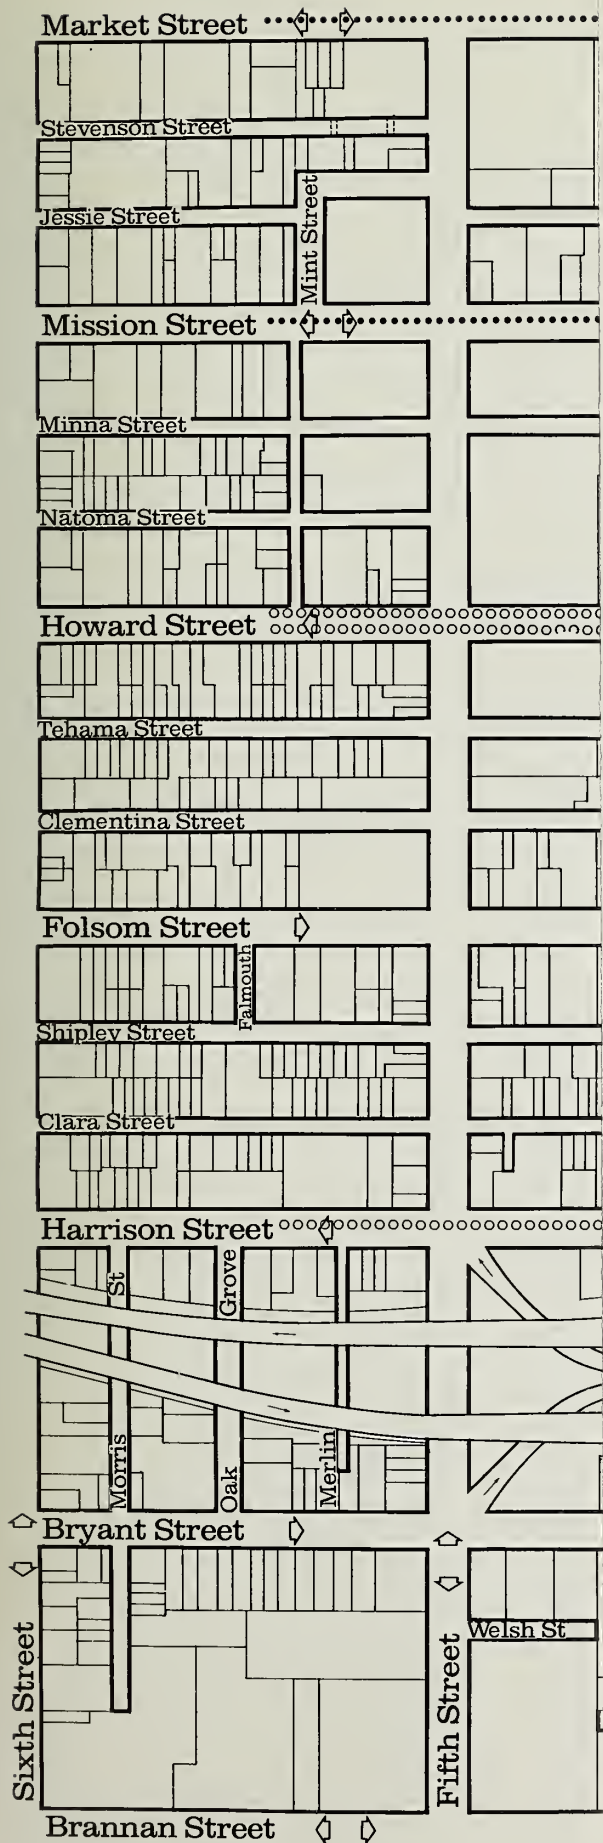 Market Street
Stevenson Street
Jessie Street
Mint Street
Mission Street
Minna Street
Natoma Street
Howard Street
Tehama Street
Clementina Street
Folsom Street
Falmouth
Shipley Street
Clara Street
Harrison Street
Morris St
Oak Grove
Merlin
Bryant Street
Welsh St
Sixth Street
Fifth Street
Brannan Street